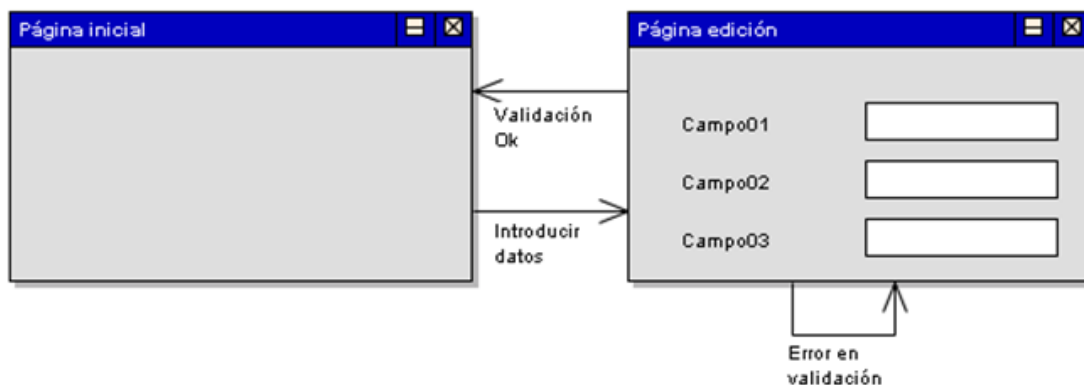 Página inicial
Página edición
Validación
Ok
Campo01
Campo02
Introducir
datos
Campo03
Error en
validación